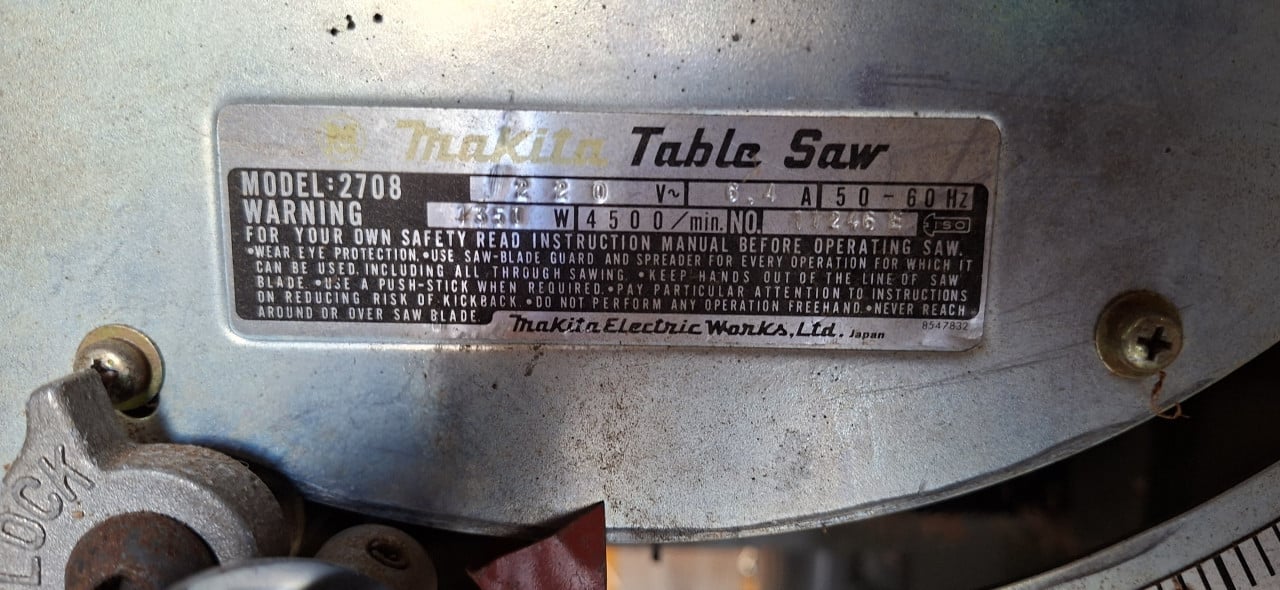 Makita Table Saw
MODEL:2708 220 V~ 6.4 A 50-60 Hz
WARNING W 4500/min. NO. ISO
FOR YOUR OWN SAFETY READ INSTRUCTION MANUAL BEFORE OPERATING SAW.
•WEAR EYE PROTECTION.•USE SAW-BLADE GUARD AND SPREADER FOR EVERY OPERATION FOR WHICH IT
CAN BE USED, INCLUDING ALL THROUGH SAWING. •KEEP HANDS OUT OF THE LINE OF SAW
BLADE.•USE A PUSH-STICK WHEN REQUIRED.•PAY PARTICULAR ATTENTION TO INSTRUCTIONS
ON REDUCING RISK OF KICKBACK.•DO NOT PERFORM ANY OPERATION FREEHAND.•NEVER REACH
AROUND OR OVER SAW BLADE.
Makita Electric Works, Ltd. Japan 8547832
LOCK